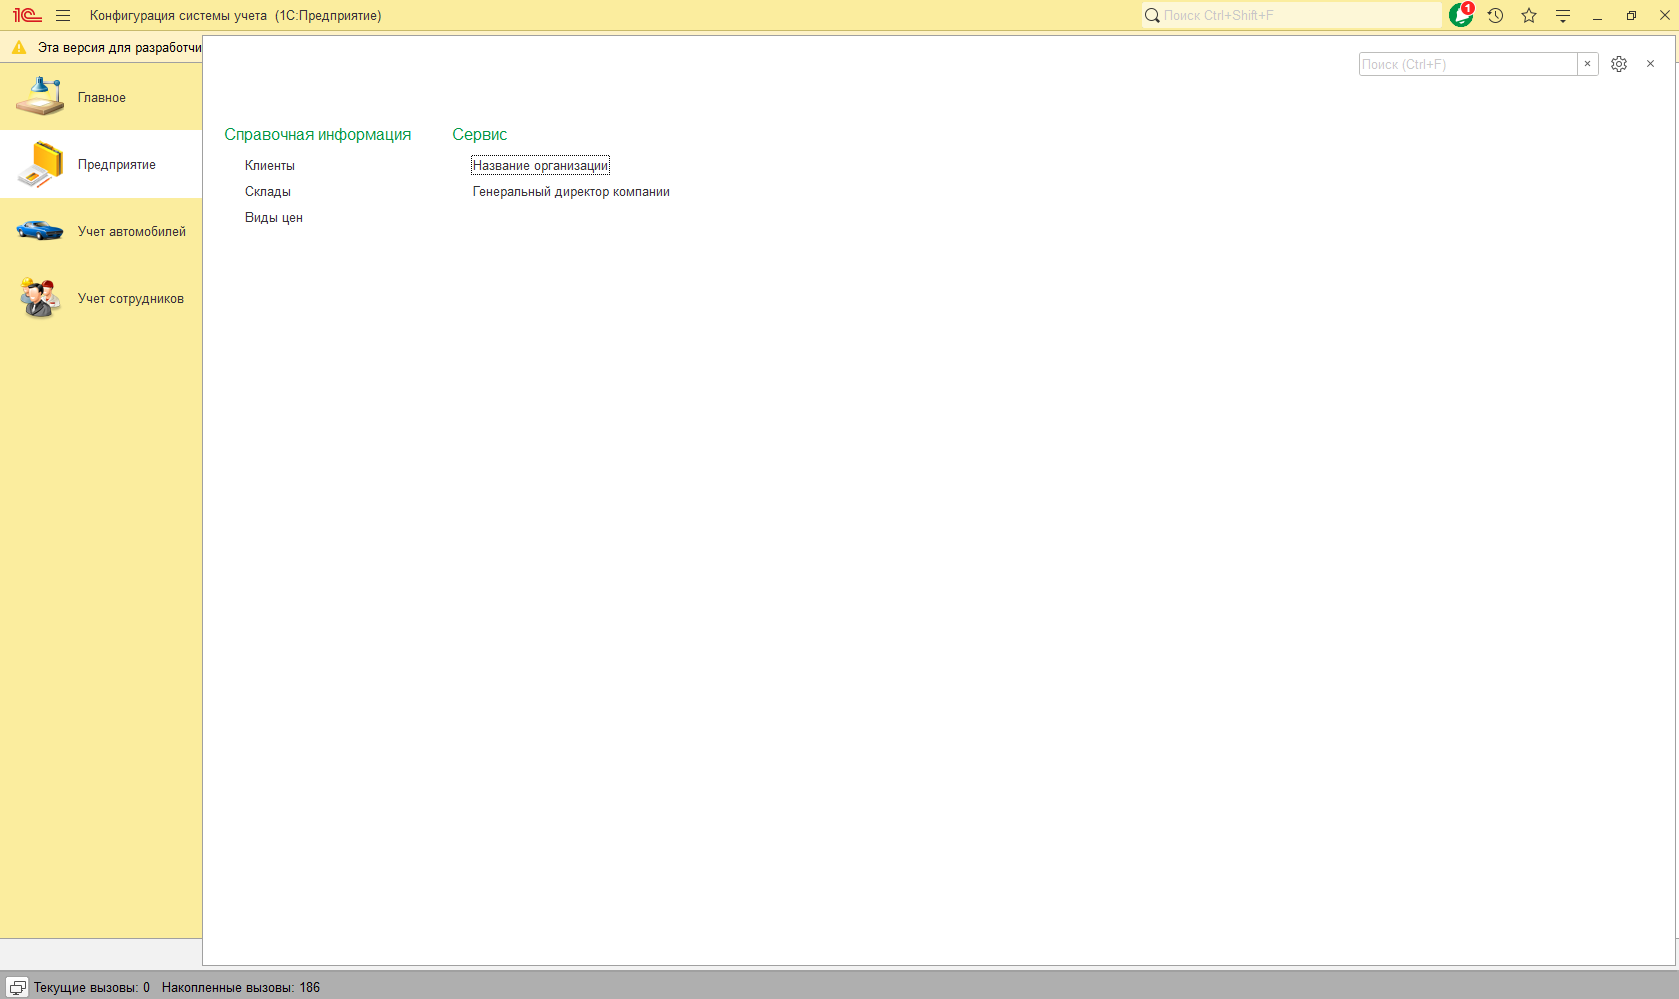 1С Конфигурация системы учета (1С:Предприятие) Поиск Ctrl+Shift+F 1
Эта версия для разработчи
Поиск (Ctrl+F)
Главное
Предприятие
Учет автомобилей
Учет сотрудников
Справочная информация
Клиенты
Склады
Виды цен
Сервис
Название организации
Генеральный директор компании
Текущие вызовы: 0 Накопленные вызовы: 186